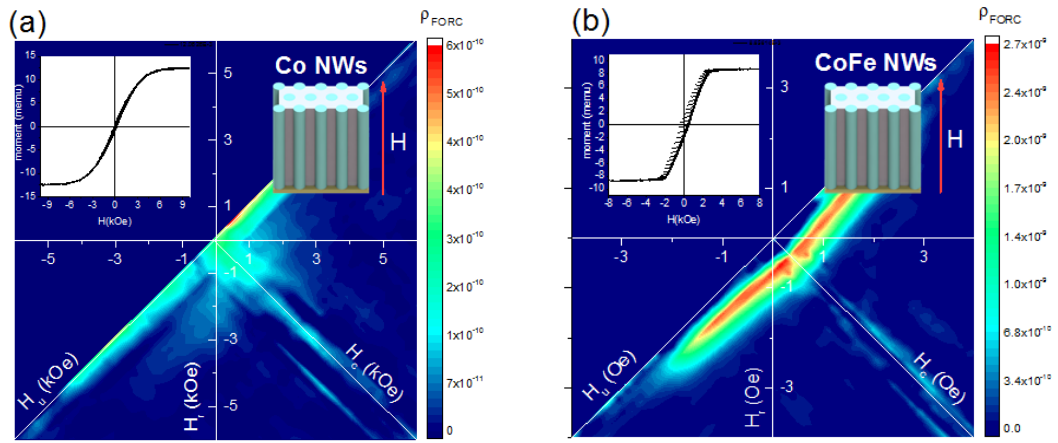 (a)
ρFORC
6x10⁻¹⁰
5x10⁻¹⁰
5x10⁻¹⁰
4x10⁻¹⁰
3x10⁻¹⁰
2x10⁻¹⁰
1x10⁻¹⁰
7x10⁻¹¹
0
Co NWs
H
moment (memu)
15
10
5
0
-5
-10
-15
-9 -6 -3 0 3 6 9
H(kOe)
5
3
1
-5 -3 -1 1 3 5
-1
-3
-5
Hu (kOe)
Hr (kOe)
Hc (kOe)
(b)
ρFORC
2.7x10⁻⁹
2.4x10⁻⁹
2.0x10⁻⁹
1.7x10⁻⁹
1.4x10⁻⁹
1.0x10⁻⁹
6.8x10⁻¹⁰
3.4x10⁻¹⁰
0
CoFe NWs
H
moment (memu)
10
8
6
4
2
0
-2
-4
-6
-8
-10
-8 -6 -4 -2 0 2 4 6 8
H(kOe)
3
1
-3 -1 1 3
-1
-3
Hu (Oe)
Hr (Oe)
Hc (Oe)